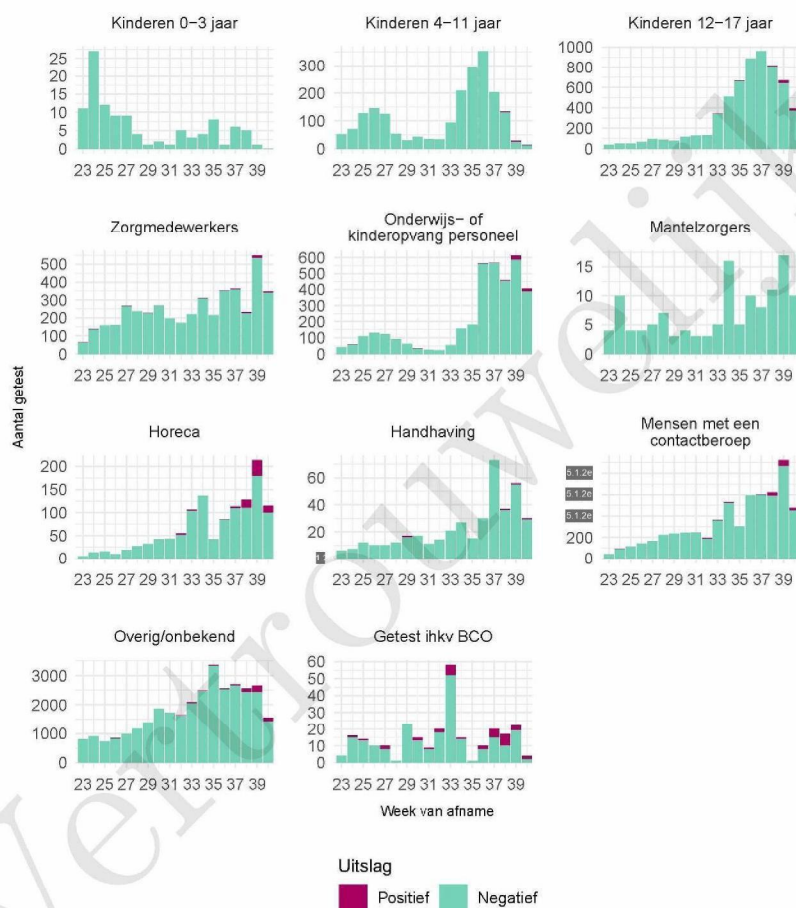 Kinderen 0−3 jaar
Kinderen 4−11 jaar
Kinderen 12−17 jaar
25
20
15
10
5
0
23 25 27 29 31 33 35 37 39
300
200
100
0
23 25 27 29 31 33 35 37 39
1000
800
600
400
200
0
23 25 27 29 31 33 35 37 39
Zorgmedewerkers
Onderwijs− of
kinderopvang personeel
Mantelzorgers
500
400
300
200
100
0
23 25 27 29 31 33 35 37 39
600
500
400
300
200
100
0
23 25 27 29 31 33 35 37 39
15
10
5
0
23 25 27 29 31 33 35 37 39
Aantal getest
Horeca
Handhaving
Mensen met een
contactberoep
200
150
100
50
0
23 25 27 29 31 33 35 37 39
60
40
20
23 25 27 29 31 33 35 37 39
5.1.2e
5.1.2e
5.1.2e
200
0
23 25 27 29 31 33 35 37 39
Overig/onbekend
Getest ihkv BCO
3000
2000
1000
0
23 25 27 29 31 33 35 37 39
60
50
40
30
20
10
0
23 25 27 29 31 33 35 37 39
Week van afname
Uitslag
Positief
Negatief
Vertrouwelijk